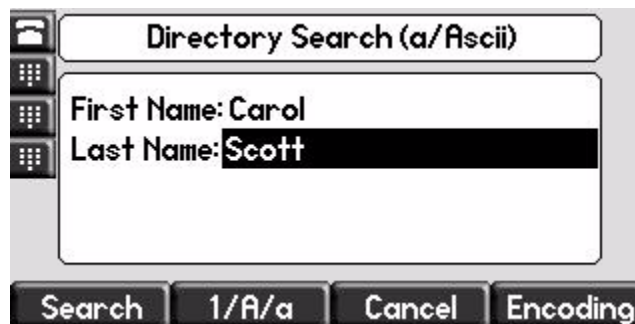 Directory Search (a/Ascii)
First Name: Carol
Last Name: Scott
Search 1/A/a Cancel Encoding